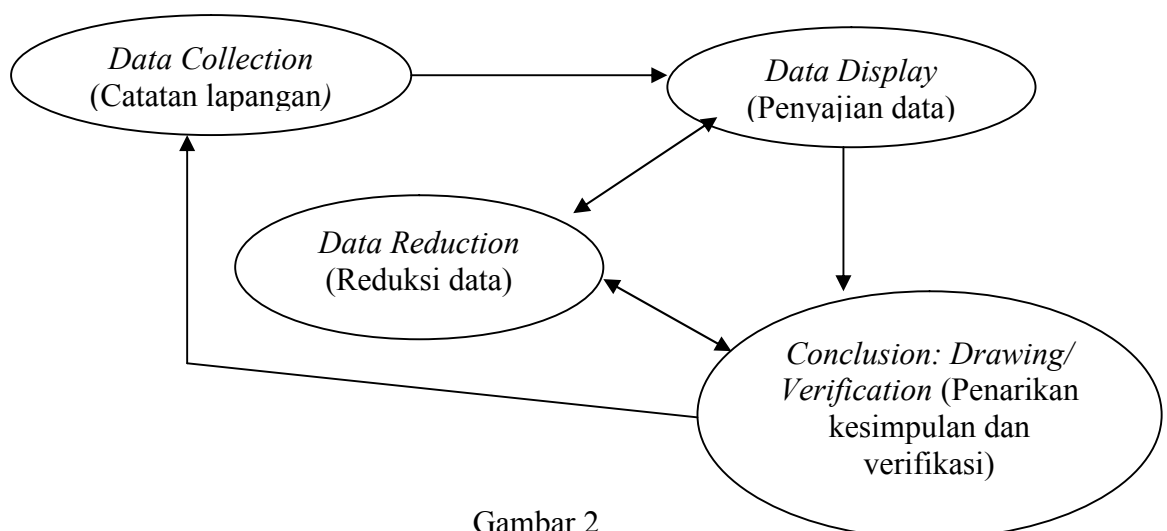 Data Collection
(Catatan lapangan)
Data Display
(Penyajian data)
Data Reduction
(Reduksi data)
Conclusion: Drawing/
Verification (Penarikan
kesimpulan dan
verifikasi)
Gambar 2